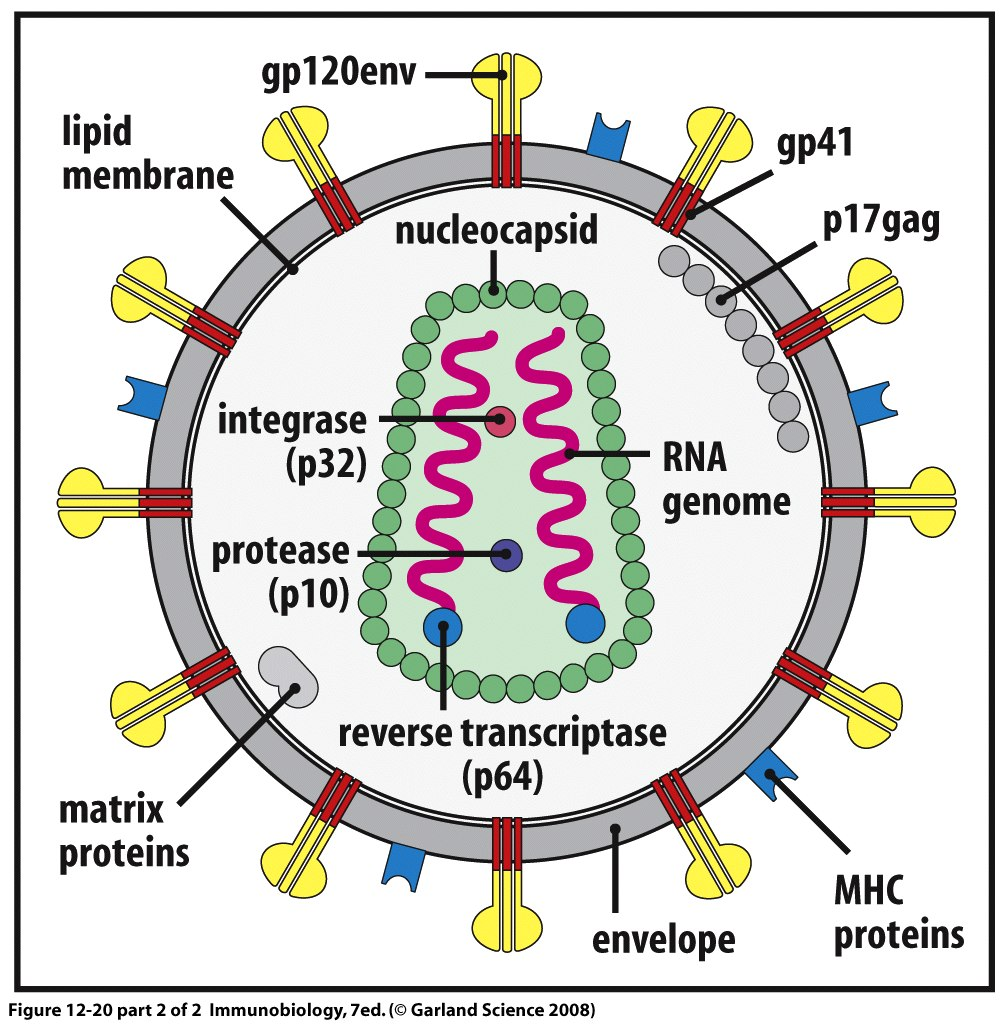 gp120env
lipid
membrane
gp41
p17gag
nucleocapsid
integrase
(p32)
RNA
genome
protease
(p10)
reverse transcriptase
(p64)
matrix
proteins
MHC
proteins
envelope
Figure 12-20 part 2 of 2 Immunobiology, 7ed. (© Garland Science 2008)